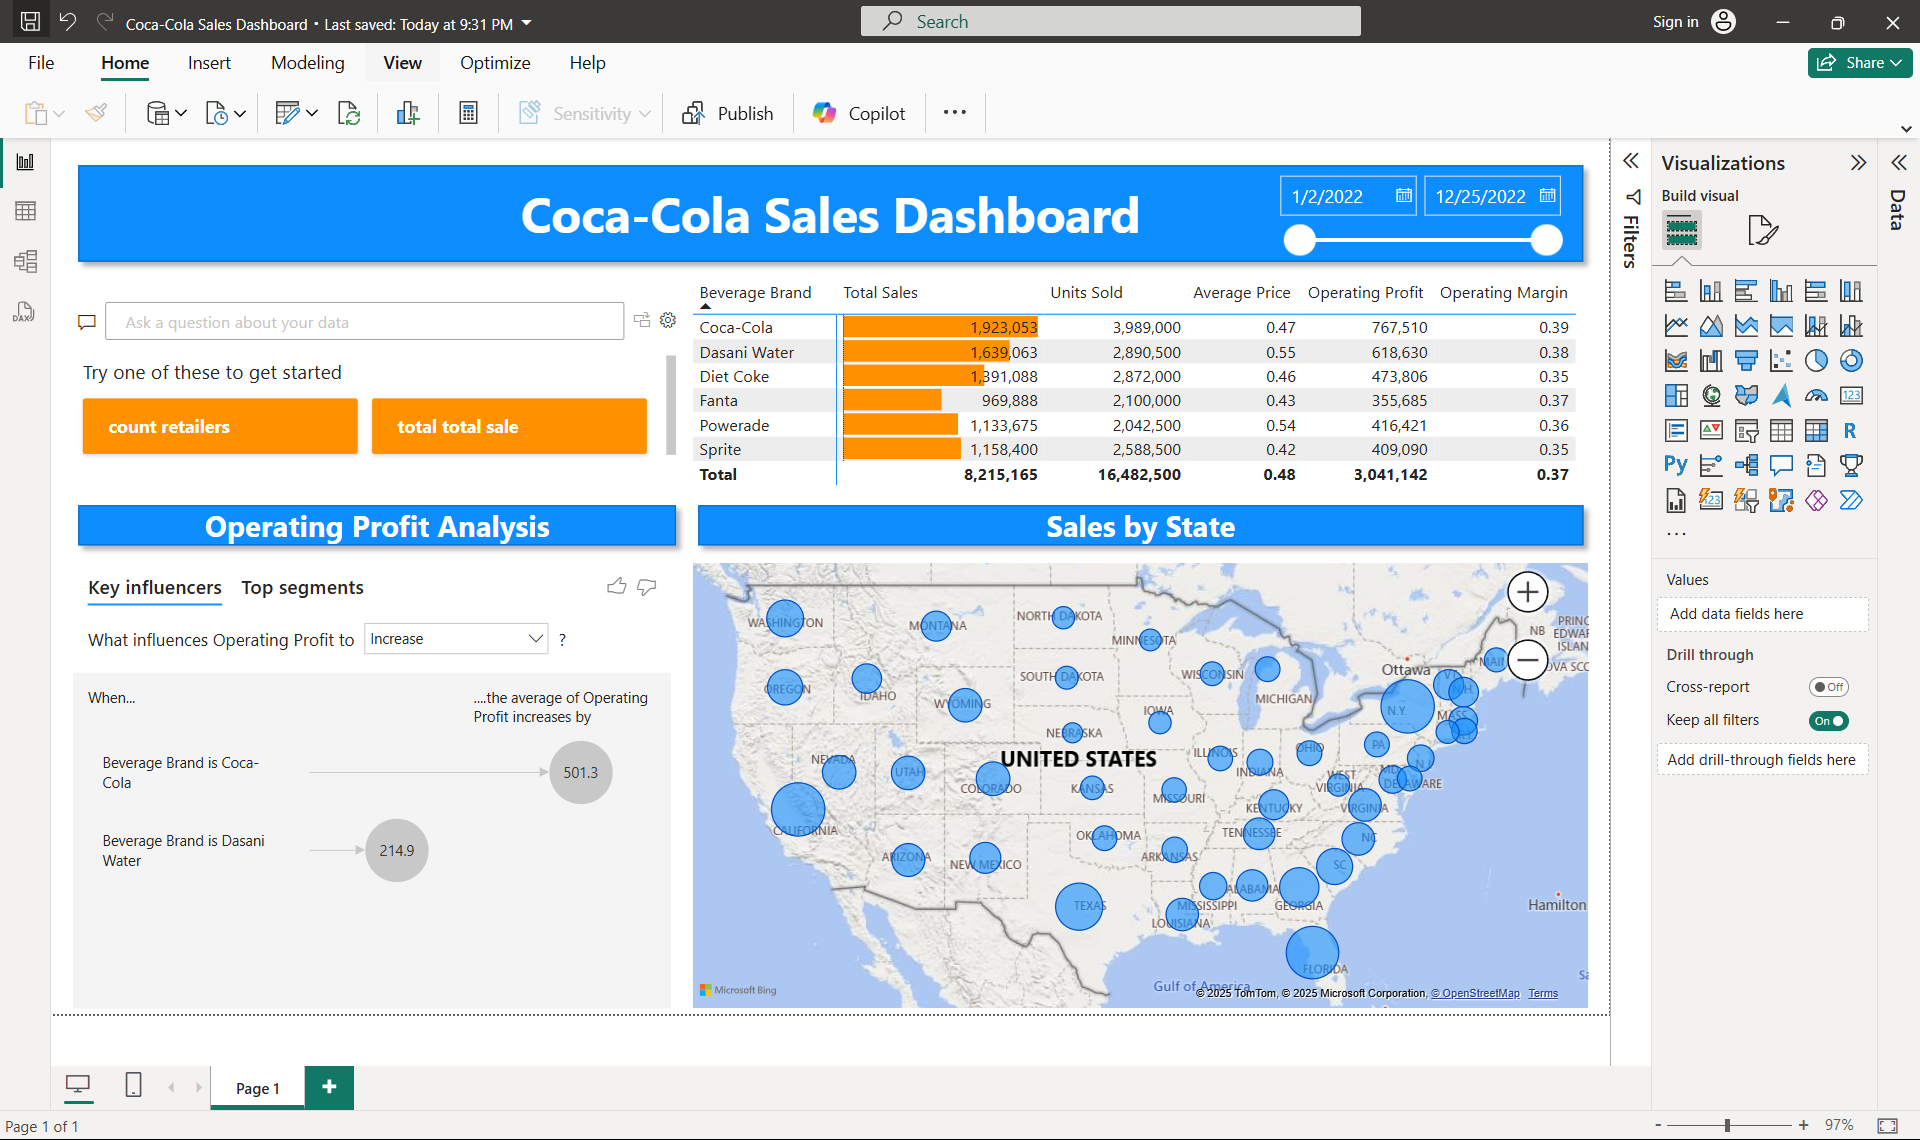 Coca-Cola Sales Dashboard • Last saved: Today at 9:31 PM
Search
Sign in
File Home Insert Modeling View Optimize Help
Share
Sensitivity
Publish
Copilot
Coca-Cola Sales Dashboard
1/2/2022 12/25/2022
Ask a question about your data
Try one of these to get started
count retailers
total total sale
Beverage Brand Total Sales Units Sold Average Price Operating Profit Operating Margin
Coca-Cola 1,923,053 3,989,000 0.47 767,510 0.39
Dasani Water 1,639,063 2,890,500 0.55 618,630 0.38
Diet Coke 1,391,088 2,872,000 0.46 473,806 0.35
Fanta 969,888 2,100,000 0.43 355,685 0.37
Powerade 1,133,675 2,042,500 0.54 416,421 0.36
Sprite 1,158,400 2,588,500 0.42 409,090 0.35
Total 8,215,165 16,482,500 0.48 3,041,142 0.37
Operating Profit Analysis
Key influencers Top segments
What influences Operating Profit to Increase ?
When...
....the average of Operating
Profit increases by
Beverage Brand is Coca-
Cola
501.3
Beverage Brand is Dasani
Water
214.9
Sales by State
WASHINGTON
MONTANA
NORTH DAKOTA
MINNESOTA
NB
PRINC
EDWAR
ISLAN
OREGON
IDAHO
SOUTH DAKOTA
WISCONSIN
Ottawa
MAIN
OVA SCO
WYOMING
MICHIGAN
IOWA
N.Y.
VT
N.H.
MASS
NEBRASKA
NEVADA
UTAH
COLORADO
UNITED STATES
ILLINOIS
INDIANA
OHIO
PA
N.J.
KANSAS
MISSOURI
WEST
VIRGINIA
MD
DELAWARE
CALIFORNIA
KENTUCKY
VIRGINIA
OKLAHOMA
TENNESSEE
NC
ARIZONA
NEW MEXICO
ARKANSAS
SC
TEXAS
MISSISSIPPI
ALABAMA
GEORGIA
LOUISIANA
Hamilton
FLORIDA
Sa
Gulf of America
Microsoft Bing
© 2025 TomTom, © 2025 Microsoft Corporation, © OpenStreetMap Terms
Filters
Visualizations
Build visual
123
R
Py
123
...
Values
Add data fields here
Drill through
Cross-report Off
Keep all filters On
Add drill-through fields here
Data
DAX
Page 1
Page 1 of 1
97%